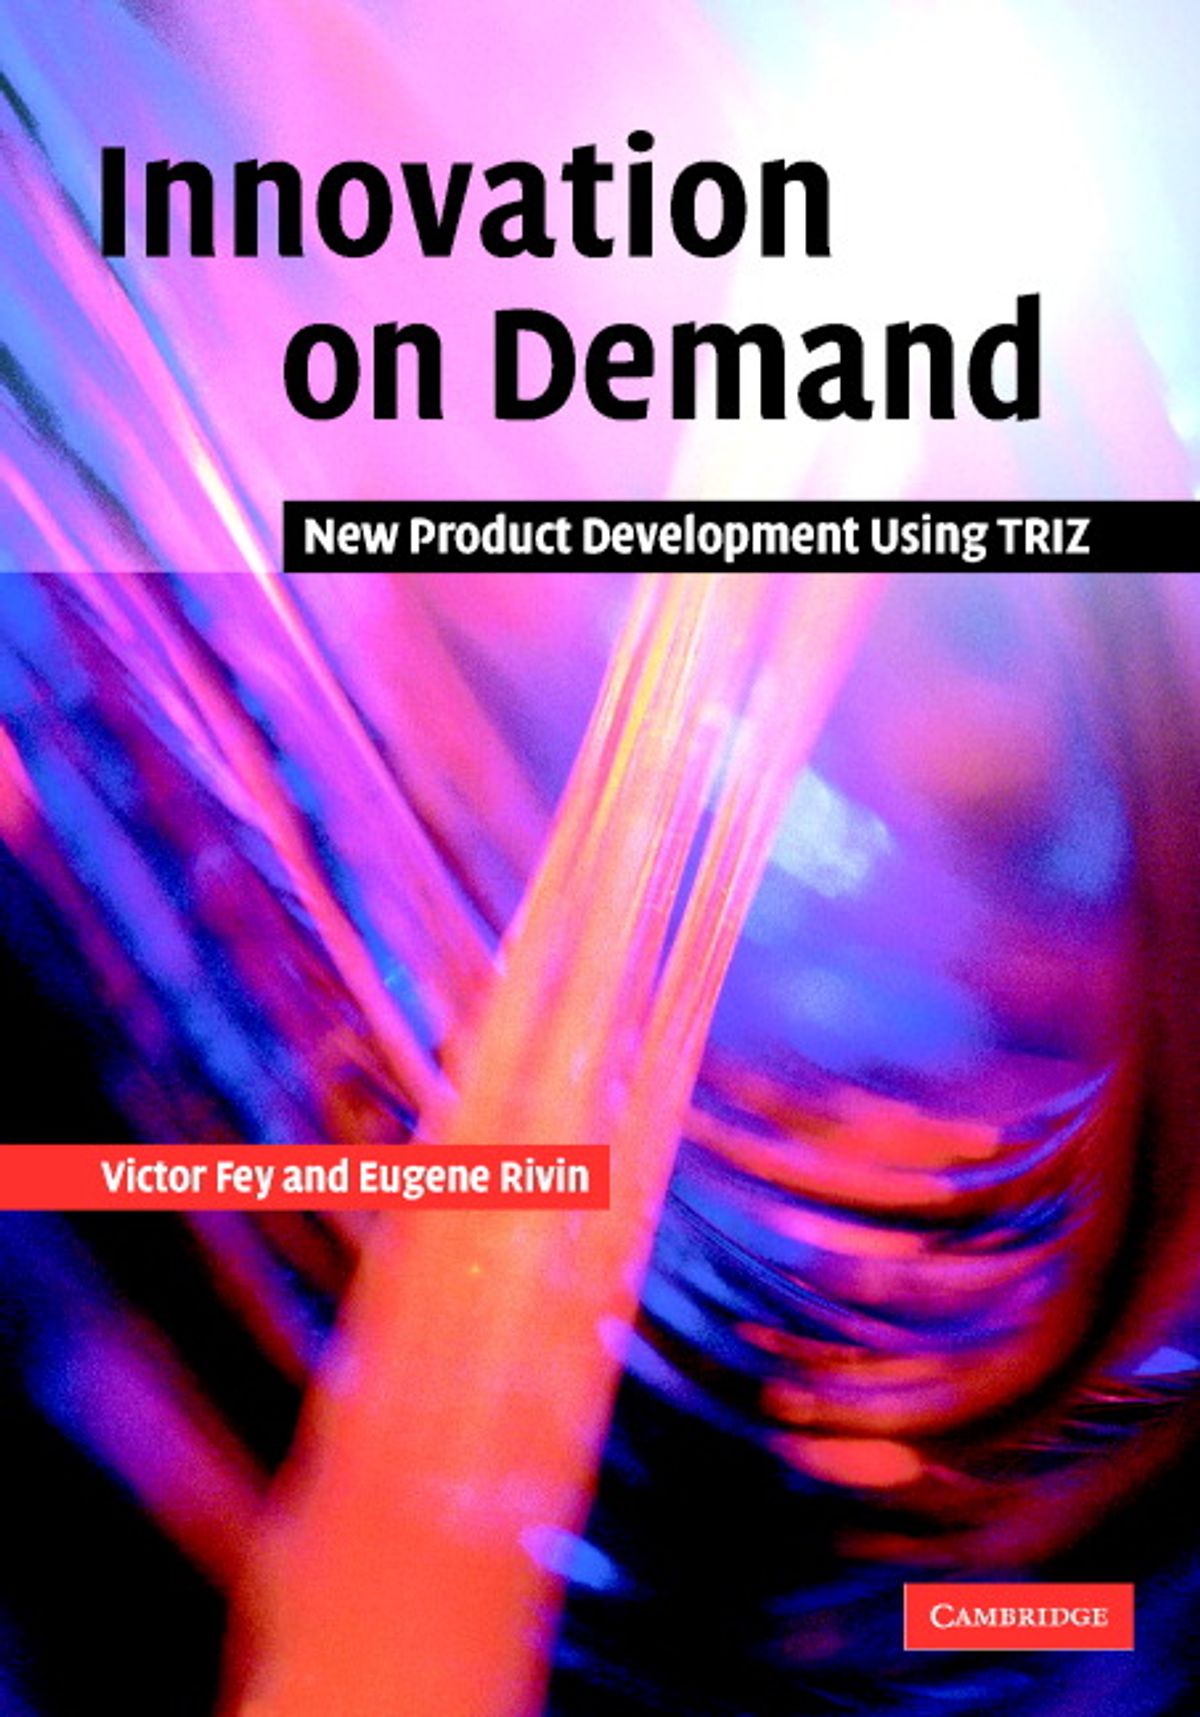 Innovation
on Demand
New Product Development Using TRIZ
Victor Fey and Eugene Rivin
CAMBRIDGE